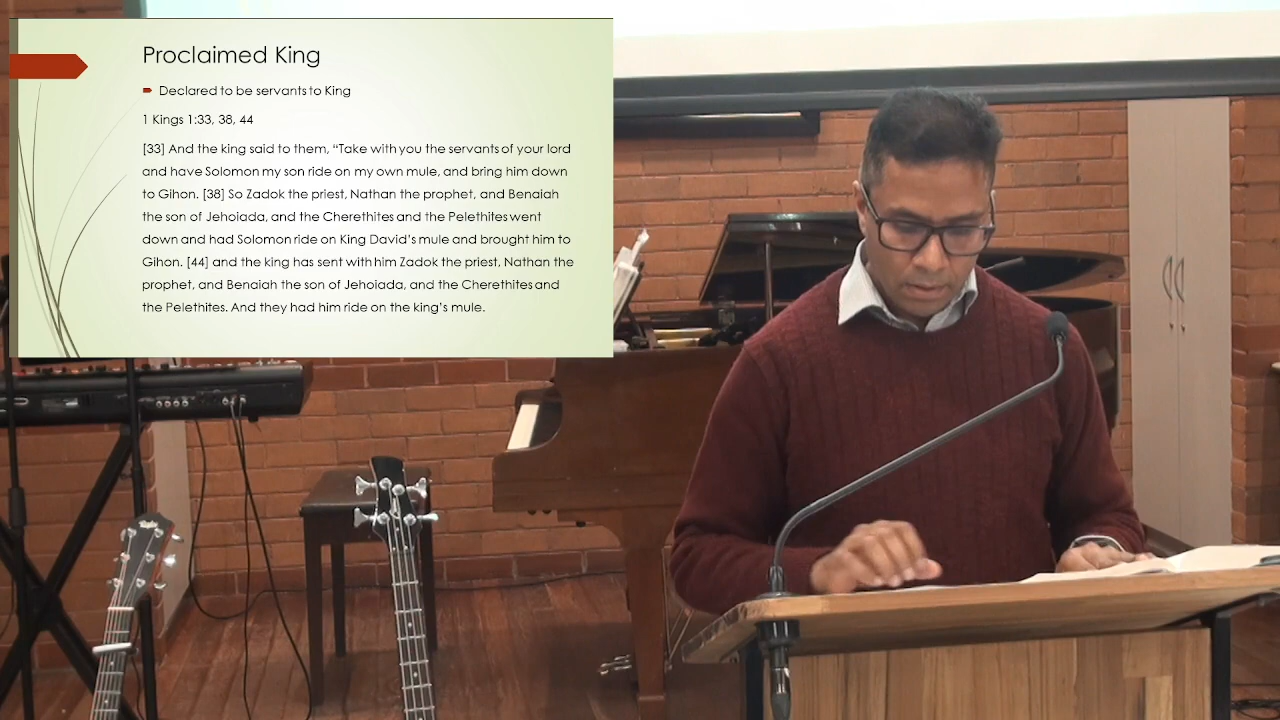 Proclaimed King
Declared to be servants to King
1 Kings 1:33, 38, 44
[33] And the king said to them, “Take with you the servants of your lord
and have Solomon my son ride on my own mule, and bring him down
to Gihon. [38] So Zadok the priest, Nathan the prophet, and Benaiah
the son of Jehoiada, and the Cherethites and the Pelethites went
down and had Solomon ride on King David’s mule and brought him to
Gihon. [44] and the king has sent with him Zadok the priest, Nathan the
prophet, and Benaiah the son of Jehoiada, and the Cherethites and
the Pelethites. And they had him ride on the king’s mule.
Taylor